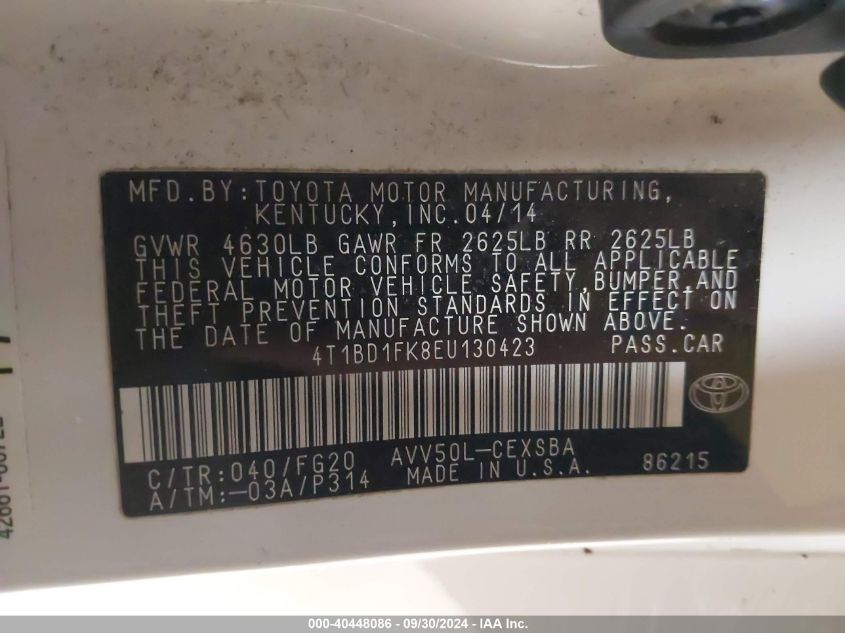 MFD.BY:TOYOTA MOTOR MANUFACTURING,
KENTUCKY,INC.04/14
GVWR 4630LB GAWR FR 2625LB RR 2625LB
THIS VEHICLE CONFORMS TO ALL APPLICABLE
FEDERAL MOTOR VEHICLE SAFETY,BUMPER,AND
THEFT PREVENTION STANDARDS IN EFFECT ON
THE DATE OF MANUFACTURE SHOWN ABOVE.
4T1BD1FK8EU130423 PASS.CAR
C/TR:040/FG20 AVV50L-CEXSBA 86215
A/TM:-03A/P314 MADE IN U.S.A.
000-40448086 - 09/30/2024 - IAA Inc.